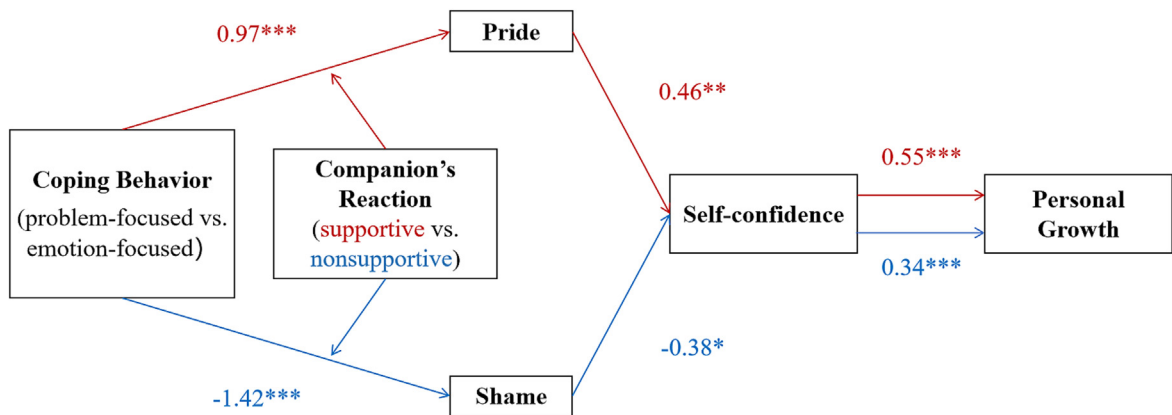 0.97***
Pride
0.46**
Coping Behavior
(problem-focused vs.
emotion-focused)
Companion's
Reaction
(supportive vs.
nonsupportive)
Self-confidence
0.55***
0.34***
Personal
Growth
-1.42***
Shame
-0.38*